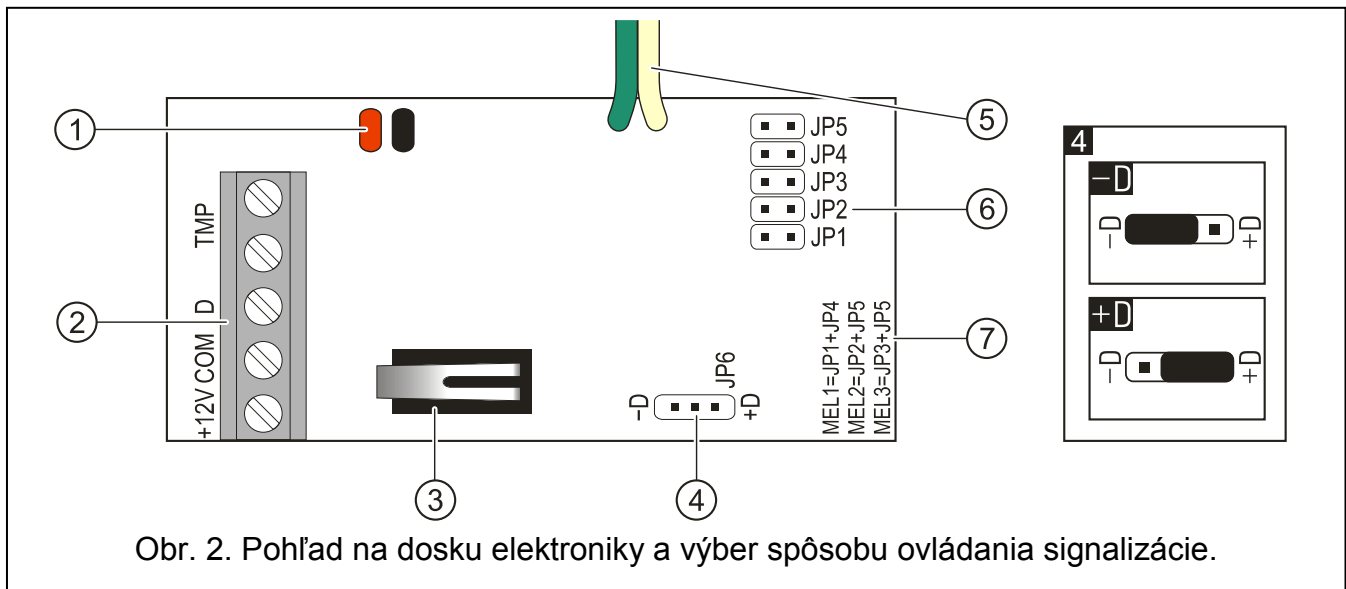 1
2
3
4
5
6
7
TMP
D
COM
+12V
JP5
JP4
JP3
JP2
JP1
JP6
-D
+D
MEL1=JP1+JP4
MEL2=JP2+JP5
MEL3=JP3+JP5
4
-D
-D
+D
+D
-D
+D
Obr. 2. Pohľad na dosku elektroniky a výber spôsobu ovládania signalizácie.